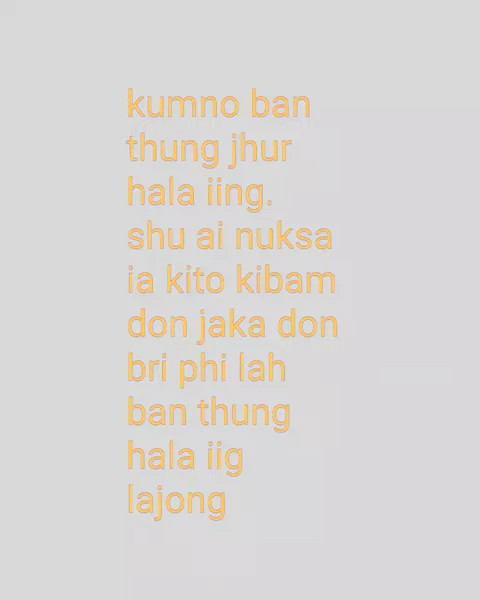 kumno ban
thung jhur
hala iing.
shu ai nuksa
ia kito kibam
don jaka don
bri phi lah
ban thung
hala iig
lajong